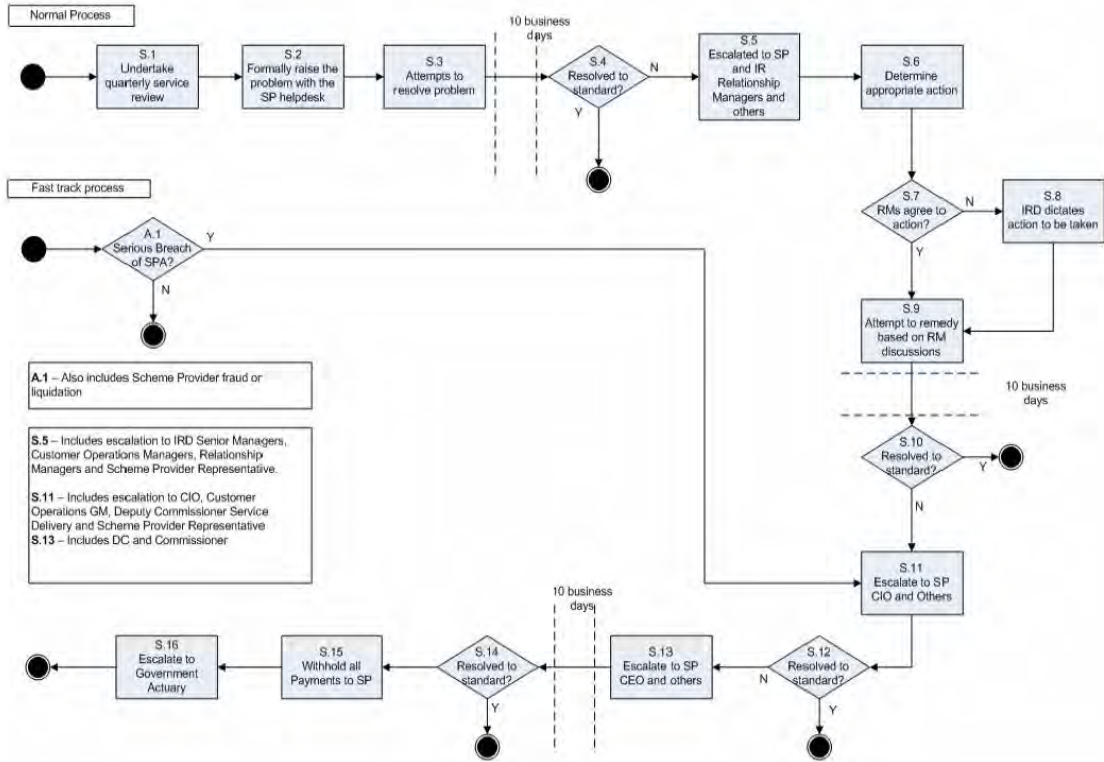 Normal Process
S.1
Undertake
quarterly service
review
S.2
Formally raise the
problem with the
SP helpdesk
S.3
Attempts to
resolve problem
10 business
days
S.4
Resolved to
standard?
N
Y
S.5
Escalated to SP
and IR
Relationship
Managers and
others
S.6
Determine
appropriate action
Fast track process
A.1
Serious Breach
of SPA?
Y
N
S.7
RMs agree to
action?
N
Y
S.8
IRD dictates
action to be taken
S.9
Attempt to remedy
based on RM
discussions
10 business
days
S.10
Resolved to
standard?
Y
N
A.1 – Also includes Scheme Provider fraud or
liquidation
S.5 – Includes escalation to IRD Senior Managers,
Customer Operations Managers, Relationship
Managers and Scheme Provider Representative.
S.11 – Includes escalation to CIO, Customer
Operations GM, Deputy Commissioner Service
Delivery and Scheme Provider Representative
S.13 – Includes DC and Commissioner
S.11
Escalate to SP
CIO and Others
S.12
Resolved to
standard?
N
Y
S.13
Escalate to SP
CEO and others
10 business
days
S.14
Resolved to
standard?
Y
S.15
Withhold all
Payments to SP
S.16
Escalate to
Government
Actuary